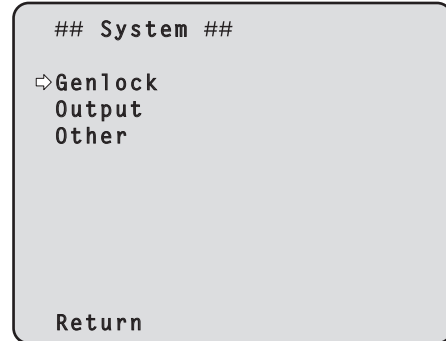 ## System ##
⇨Genlock
Output
Other
Return